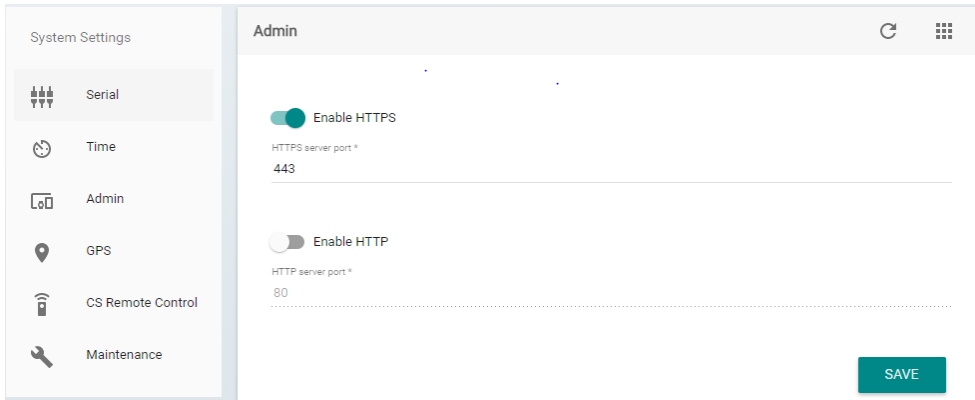 System Settings
Serial
Time
Admin
GPS
CS Remote Control
Maintenance
Admin
Enable HTTPS
HTTPS server port *
443
Enable HTTP
HTTP server port *
80
SAVE